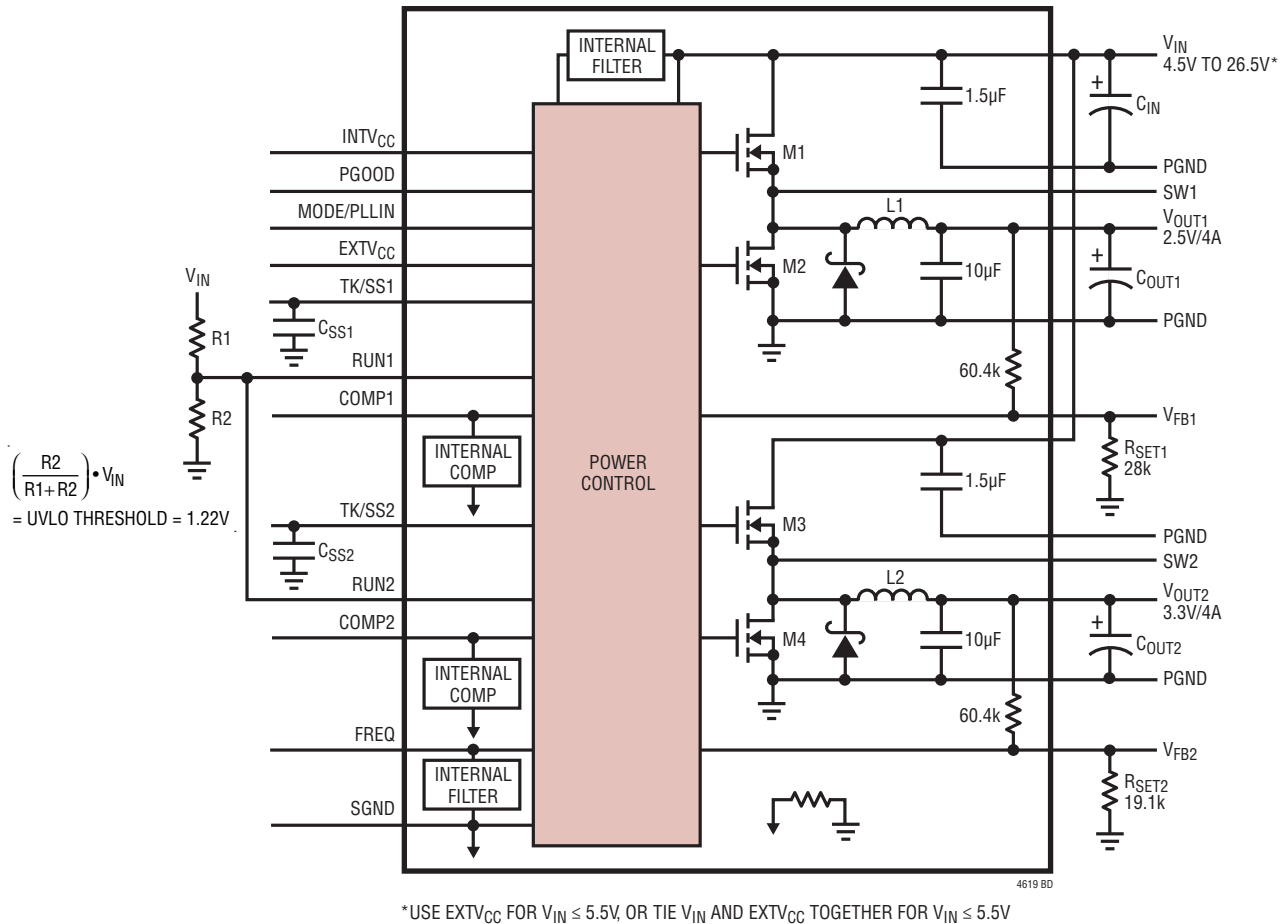 INTERNAL
FILTER
V_IN
4.5V TO 26.5V*
1.5µF
+
C_IN
INTV_CC
M1
PGND
PGOOD
SW1
MODE/PLLIN
L1
V_OUT1
2.5V/4A
EXTV_CC
M2
10µF
+
C_OUT1
V_IN
TK/SS1
C_SS1
PGND
R1
RUN1
60.4k
COMP1
V_FB1
R2
INTERNAL
COMP
POWER
CONTROL
R_SET1
28k
(R2/(R1+R2))•V_IN
= UVLO THRESHOLD = 1.22V
1.5µF
TK/SS2
C_SS2
M3
PGND
SW2
RUN2
L2
V_OUT2
3.3V/4A
COMP2
M4
10µF
+
C_OUT2
INTERNAL
COMP
PGND
60.4k
FREQ
V_FB2
INTERNAL
FILTER
R_SET2
19.1k
SGND
4619 BD
*USE EXTV_CC FOR V_IN ≤ 5.5V, OR TIE V_IN AND EXTV_CC TOGETHER FOR V_IN ≤ 5.5V